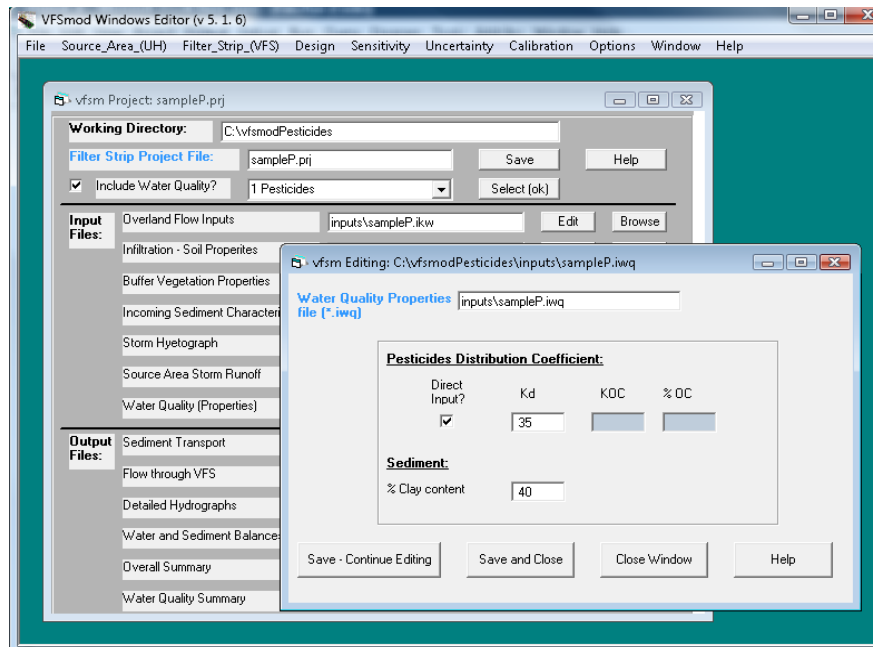 VFSmod Windows Editor (v 5. 1. 6)
File Source_Area_(UH) Filter_Strip_(VFS) Design Sensitivity Uncertainty Calibration Options Window Help
vfsm Project: sampleP.prj
Working Directory: C:\vfsmodPesticides
Filter Strip Project File: sampleP.prj Save Help
Include Water Quality? 1 Pesticides Select (ok)
Input Files:
Overland Flow Inputs inputs\sampleP.ikw Edit Browse
Infiltration - Soil Properites
Buffer Vegetation Properties
Incoming Sediment Characteri
Storm Hyetograph
Source Area Storm Runoff
Water Quality (Properties)
Output Files:
Sediment Transport
Flow through VFS
Detailed Hydrographs
Water and Sediment Balance
Overall Summary
Water Quality Summary
vfsm Editing: C:\vfsmodPesticides\inputs\sampleP.iwq
Water Quality Properties inputs\sampleP.iwq
file (*.iwq)
Pesticides Distribution Coefficient:
Direct Input? Kd KOC % OC
35
Sediment:
% Clay content 40
Save - Continue Editing Save and Close Close Window Help